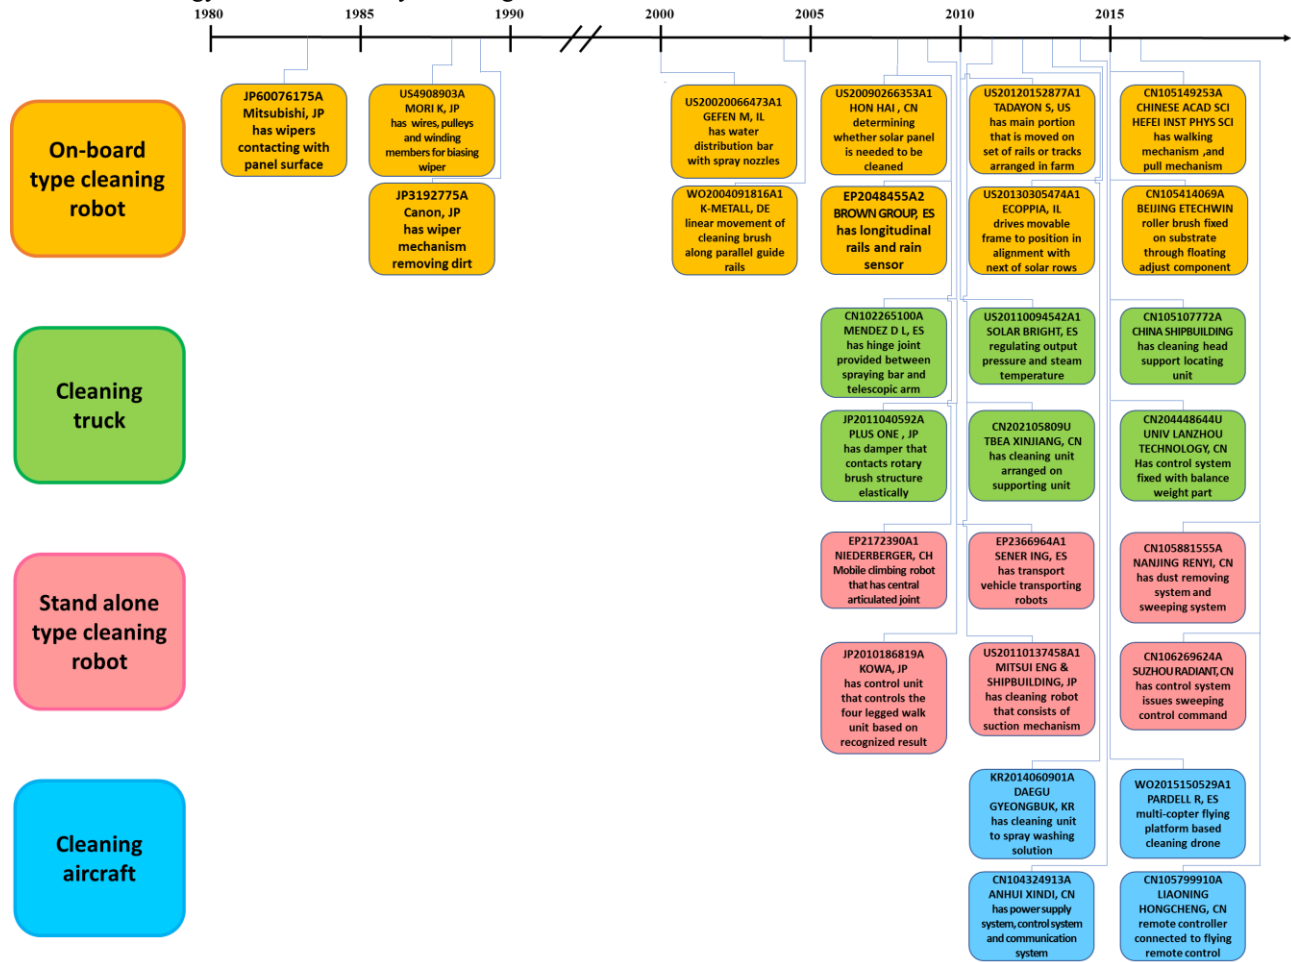 1980
1985
1990
2000
2005
2010
2015
On-board
type cleaning
robot
JP60076175A
Mitsubishi, JP
has wipers
contacting with
panel surface
US4908903A
MORI K, JP
has wires, pulleys
and winding
members for biasing
wiper
JP3192775A
Canon, JP
has wiper
mechanism
removing dirt
US20020066473A1
GEFEN M, IL
has water
distribution bar
with spray nozzles
WO2004091816A1
K-METALL, DE
linear movement of
cleaning brush
along parallel guide
rails
US20090266353A1
HON HAI , CN
determining
whether solar panel
is needed to be
cleaned
EP2048455A2
BROWN GROUP, ES
has longitudinal
rails and rain
sensor
US20120152877A1
TADAYON S, US
has main portion
that is moved on
set of rails or tracks
arranged in farm
US20130305474A1
ECOPPIA, IL
drives movable
frame to position in
alignment with
next of solar rows
CN105149253A
CHINESE ACAD SCI
HEFEI INST PHYS SCI
has walking
mechanism ,and
pull mechanism
CN105414069A
BEIJING ETECHWIN
roller brush fixed
on substrate
through floating
adjust component
Cleaning
truck
CN102265100A
MENDEZ D L, ES
has hinge joint
provided between
spraying bar and
telescopic arm
JP2011040592A
PLUS ONE , JP
has damper that
contacts rotary
brush structure
elastically
US20110094542A1
SOLAR BRIGHT, ES
regulating output
pressure and steam
temperature
CN202105809U
TBEA XINJIANG, CN
has cleaning unit
arranged on
supporting unit
CN105107772A
CHINA SHIPBUILDING
has cleaning head
support locating
unit
CN204448644U
UNIV LANZHOU
TECHNOLOGY, CN
Has control system
fixed with balance
weight part
Stand alone
type cleaning
robot
EP2172390A1
NIEDERBERGER, CH
Mobile climbing robot
that has central
articulated joint
JP2010186819A
KOWA, JP
has control unit
that controls the
four legged walk
unit based on
recognized result
EP2366964A1
SENER ING, ES
has transport
vehicle transporting
robots
US20110137458A1
MITSUI ENG &
SHIPBUILDING, JP
has cleaning robot
that consists of
suction mechanism
CN105881555A
NANJING RENYI, CN
has dust removing
system and
sweeping system
CN106269624A
SUZHOU RADIANT, CN
has control system
issues sweeping
control command
Cleaning
aircraft
KR2014060901A
DAEGU
GYEONGBUK, KR
has cleaning unit
to spray washing
solution
CN104324913A
ANHUI XINDI, CN
has power supply
system, control system
and communication
system
WO2015150529A1
PARDELL R, ES
multi-copter flying
platform based
cleaning drone
CN105799910A
LIAONING
HONGCHENG, CN
remote controller
connected to flying
remote control